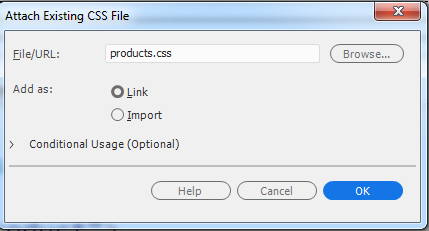 Attach Existing CSS File
File/URL: products.css Browse...
Add as: Link
Import
Conditional Usage (Optional)
Help Cancel OK